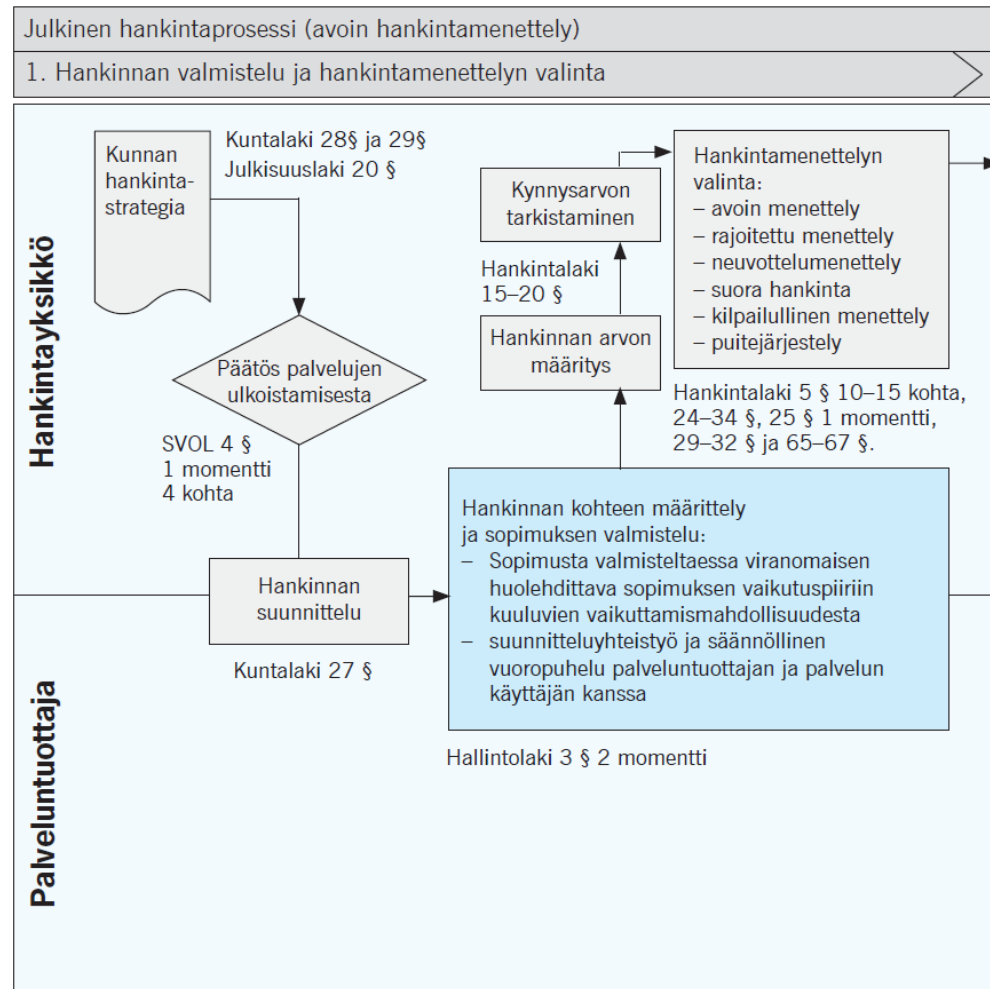 Julkinen hankintaprosessi (avoin hankintamenettely)
1. Hankinnan valmistelu ja hankintamenettelyn valinta
Hankintayksikkö
Kunnan
hankinta-
strategia
Kuntalaki 28§ ja 29§
Julkisuuslaki 20 §
Päätös palvelujen
ulkoistamisesta
SVOL 4 §
1 momentti
4 kohta
Hankinnan
suunnittelu
Kuntalaki 27 §
Hankinnan kohteen määrittely
ja sopimuksen valmistelu:
– Sopimusta valmisteltaessa viranomaisen
huolehdittava sopimuksen vaikutuspiiriin
kuuluvien vaikuttamismahdollisuudesta
– suunnitteluyhteistyö ja säännöllinen
vuoropuhelu palveluntuottajan ja palvelun
käyttäjän kanssa
Hallintolaki 3 § 2 momentti
Hankinnan arvon
määritys
Hankintalaki
15–20 §
Kynnysarvon
tarkistaminen
Hankintamenettelyn
valinta:
– avoin menettely
– rajoitettu menettely
– neuvottelumenettely
– suora hankinta
– kilpailullinen menettely
– puitejärjestely
Hankintalaki 5 § 10–15 kohta,
24–34 §, 25 § 1 momentti,
29–32 § ja 65–67 §.
Palveluntuottaja